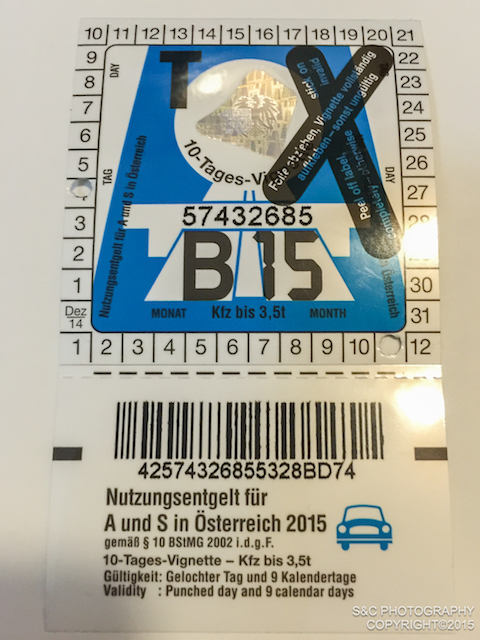 10 11 12 13 14 15 16 17 18 19 20 21
9 22
8 23
7 24
6 25
5 26
27
3 28
2 29
1 30
Dez 14 31
1 2 3 4 5 6 7 8 9 10 12
DAY
TAG
Nutzungsentgelt für A und S in Österreich
T
10-Tages-Vig
Folie abziehen, Vignette vollständig
aufkleben - sonst ungültig
Peel off label, stick on
completely - otherwise invalid
DAY
Österreich
57432685
B 15
MONAT Kfz bis 3,5t MONTH
42574326855328BD74
Nutzungsentgelt für
A und S in Österreich 2015
gemäß § 10 BStMG 2002 i.d.g.F.
10-Tages-Vignette – Kfz bis 3,5t
Gültigkeit: Gelochter Tag und 9 Kalendertage
Validity : Punched day and 9 calendar days
S&C PHOTOGRAPHY
COPYRIGHT©2015